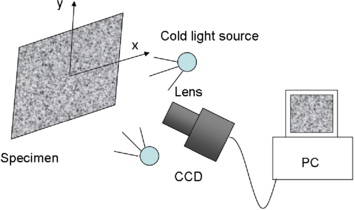 y
x
Cold light source
Lens
Specimen
CCD
PC